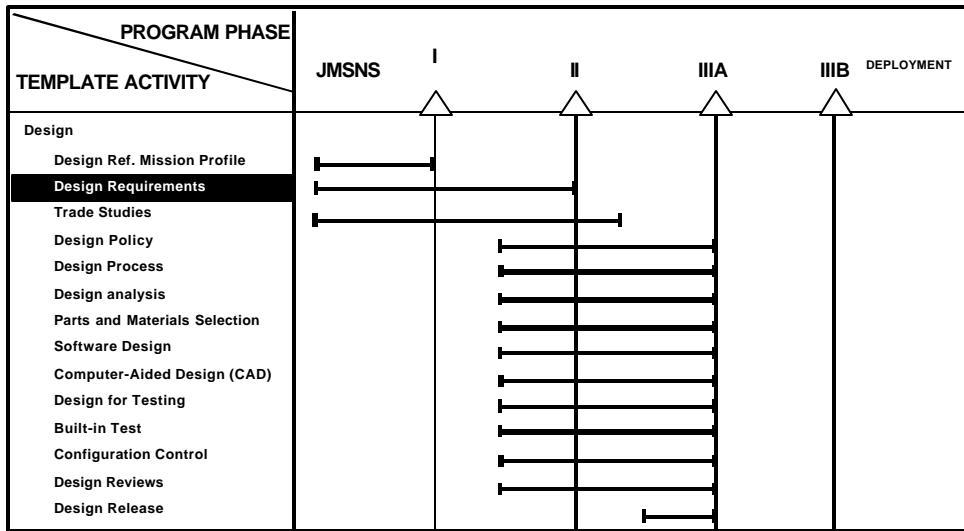 PROGRAM PHASE
TEMPLATE ACTIVITY
JMSNS I II IIIA IIIB DEPLOYMENT
Design
Design Ref. Mission Profile
Design Requirements
Trade Studies
Design Policy
Design Process
Design analysis
Parts and Materials Selection
Software Design
Computer-Aided Design (CAD)
Design for Testing
Built-in Test
Configuration Control
Design Reviews
Design Release